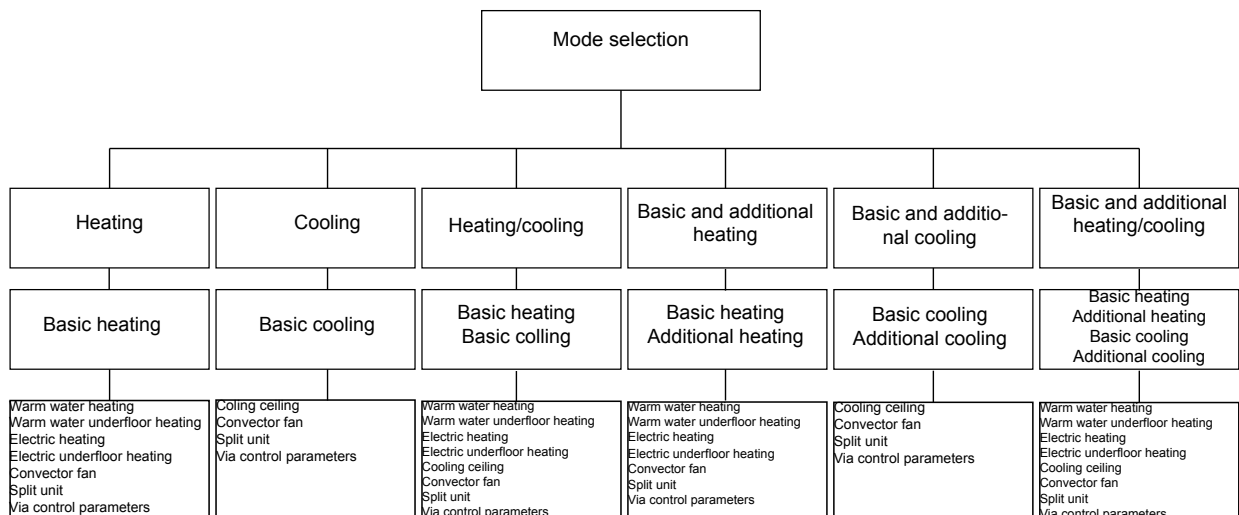 Mode selection
Heating
Cooling
Heating/cooling
Basic and additional
heating
Basic and additio-
nal cooling
Basic and additional
heating/cooling
Basic heating
Basic cooling
Basic heating
Basic colling
Basic heating
Additional heating
Basic cooling
Additional cooling
Basic heating
Additional heating
Basic cooling
Additional cooling
Warm water heating
Warm water underfloor heating
Electric heating
Electric underfloor heating
Convector fan
Split unit
Via control parameters
Coling ceiling
Convector fan
Split unit
Via control parameters
Warm water heating
Warm water underfloor heating
Electric heating
Electric underfloor heating
Cooling ceiling
Convector fan
Split unit
Via control parameters
Warm water heating
Warm water underfloor heating
Electric heating
Electric underfloor heating
Convector fan
Split unit
Via control parameters
Cooling ceiling
Convector fan
Split unit
Via control parameters
Warm water heating
Warm water underfloor heating
Electric heating
Electric underfloor heating
Cooling ceiling
Convector fan
Split unit
Via control parameters